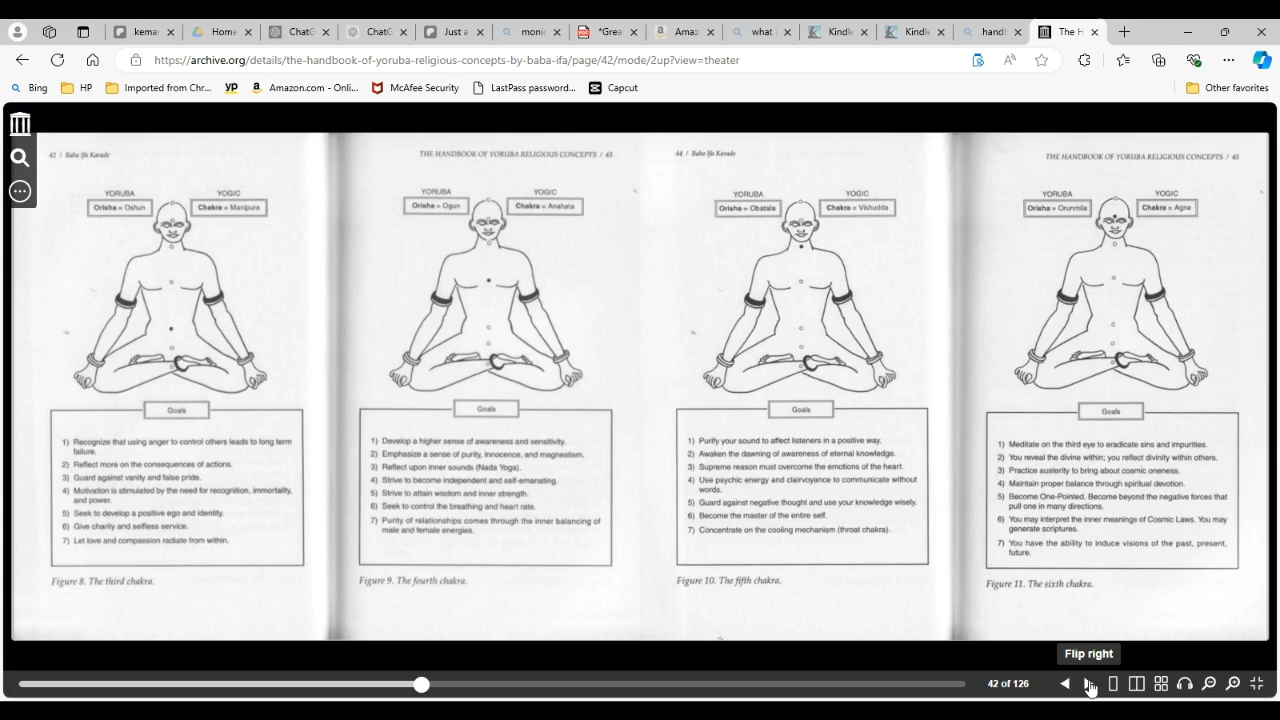 kema
Home
ChatG
ChatG
Just a
monic
*Grea
Amaz
what
Kindle
Kindle
handl
The H
https://archive.org/details/the-handbook-of-yoruba-religious-concepts-by-baba-ifa/page/42/mode/2up?view=theater
Bing HP Imported from Chr... YP Amazon.com - Onli... McAfee Security LastPass password... Capcut Other favorites
42 / Baba Ifa Karade
YORUBA YOGIC
Orisha = Oshun Chakra = Manipura
Goals
1) Recognize that using anger to control others leads to long term
failure.
2) Reflect more on the consequences of actions.
3) Guard against vanity and false pride.
4) Motivation is stimulated by the need for recognition, immortality,
and power.
5) Seek to develop a positive ego and identity.
6) Give charity and selfless service.
7) Let love and compassion radiate from within.
Figure 8. The third chakra.
THE HANDBOOK OF YORUBA RELIGIOUS CONCEPTS / 43
YORUBA YOGIC
Orisha = Ogun Chakra = Anahata
Goals
1) Develop a higher sense of awareness and sensitivity.
2) Emphasize a sense of purity, innocence, and magnetism.
3) Reflect upon inner sounds (Nada Yoga).
4) Strive to become independent and self-emanating.
5) Strive to attain wisdom and inner strength.
6) Seek to control the breathing and heart rate.
7) Purity of relationships comes through the inner balancing of
male and female energies.
Figure 9. The fourth chakra.
44 / Baba Ifa Karade
YORUBA YOGIC
Orisha = Obatala Chakra = Vishudda
Goals
1) Purify your sound to affect listeners in a positive way.
2) Awaken the dawning of awareness of eternal knowledge.
3) Supreme reason must overcome the emotions of the heart.
4) Use psychic energy and clairvoyance to communicate without
words.
5) Guard against negative thought and use your knowledge wisely.
6) Become the master of the entire self.
7) Concentrate on the cooling mechanism (throat chakra).
Figure 10. The fifth chakra.
THE HANDBOOK OF YORUBA RELIGIOUS CONCEPTS / 45
YORUBA YOGIC
Orisha = Orunmila Chakra = Agna
Goals
1) Meditate on the third eye to eradicate sins and impurities.
2) You reveal the divine within; you reflect divinity within others.
3) Practice austerity to bring about cosmic oneness.
4) Maintain proper balance through spiritual devotion.
5) Become One-Pointed. Become beyond the negative forces that
pull one in many directions.
6) You may interpret the inner meanings of Cosmic Laws. You may
generate scriptures.
7) You have the ability to induce visions of the past, present,
future.
Figure 11. The sixth chakra.
Flip right
42 of 126